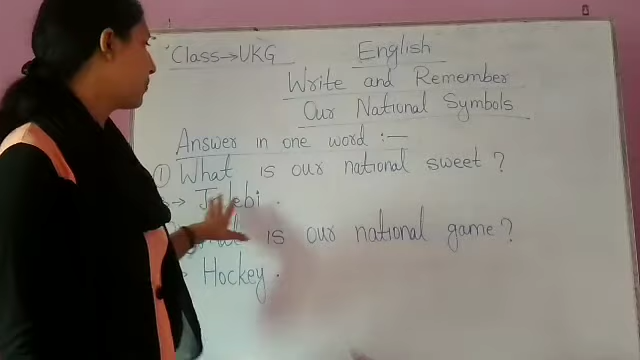 Class→UKG
English
Write and Remember
Our National Symbols
Answer in one word :—
① What is our national sweet ?
→ Jalebi .
is our national game?
Hockey .